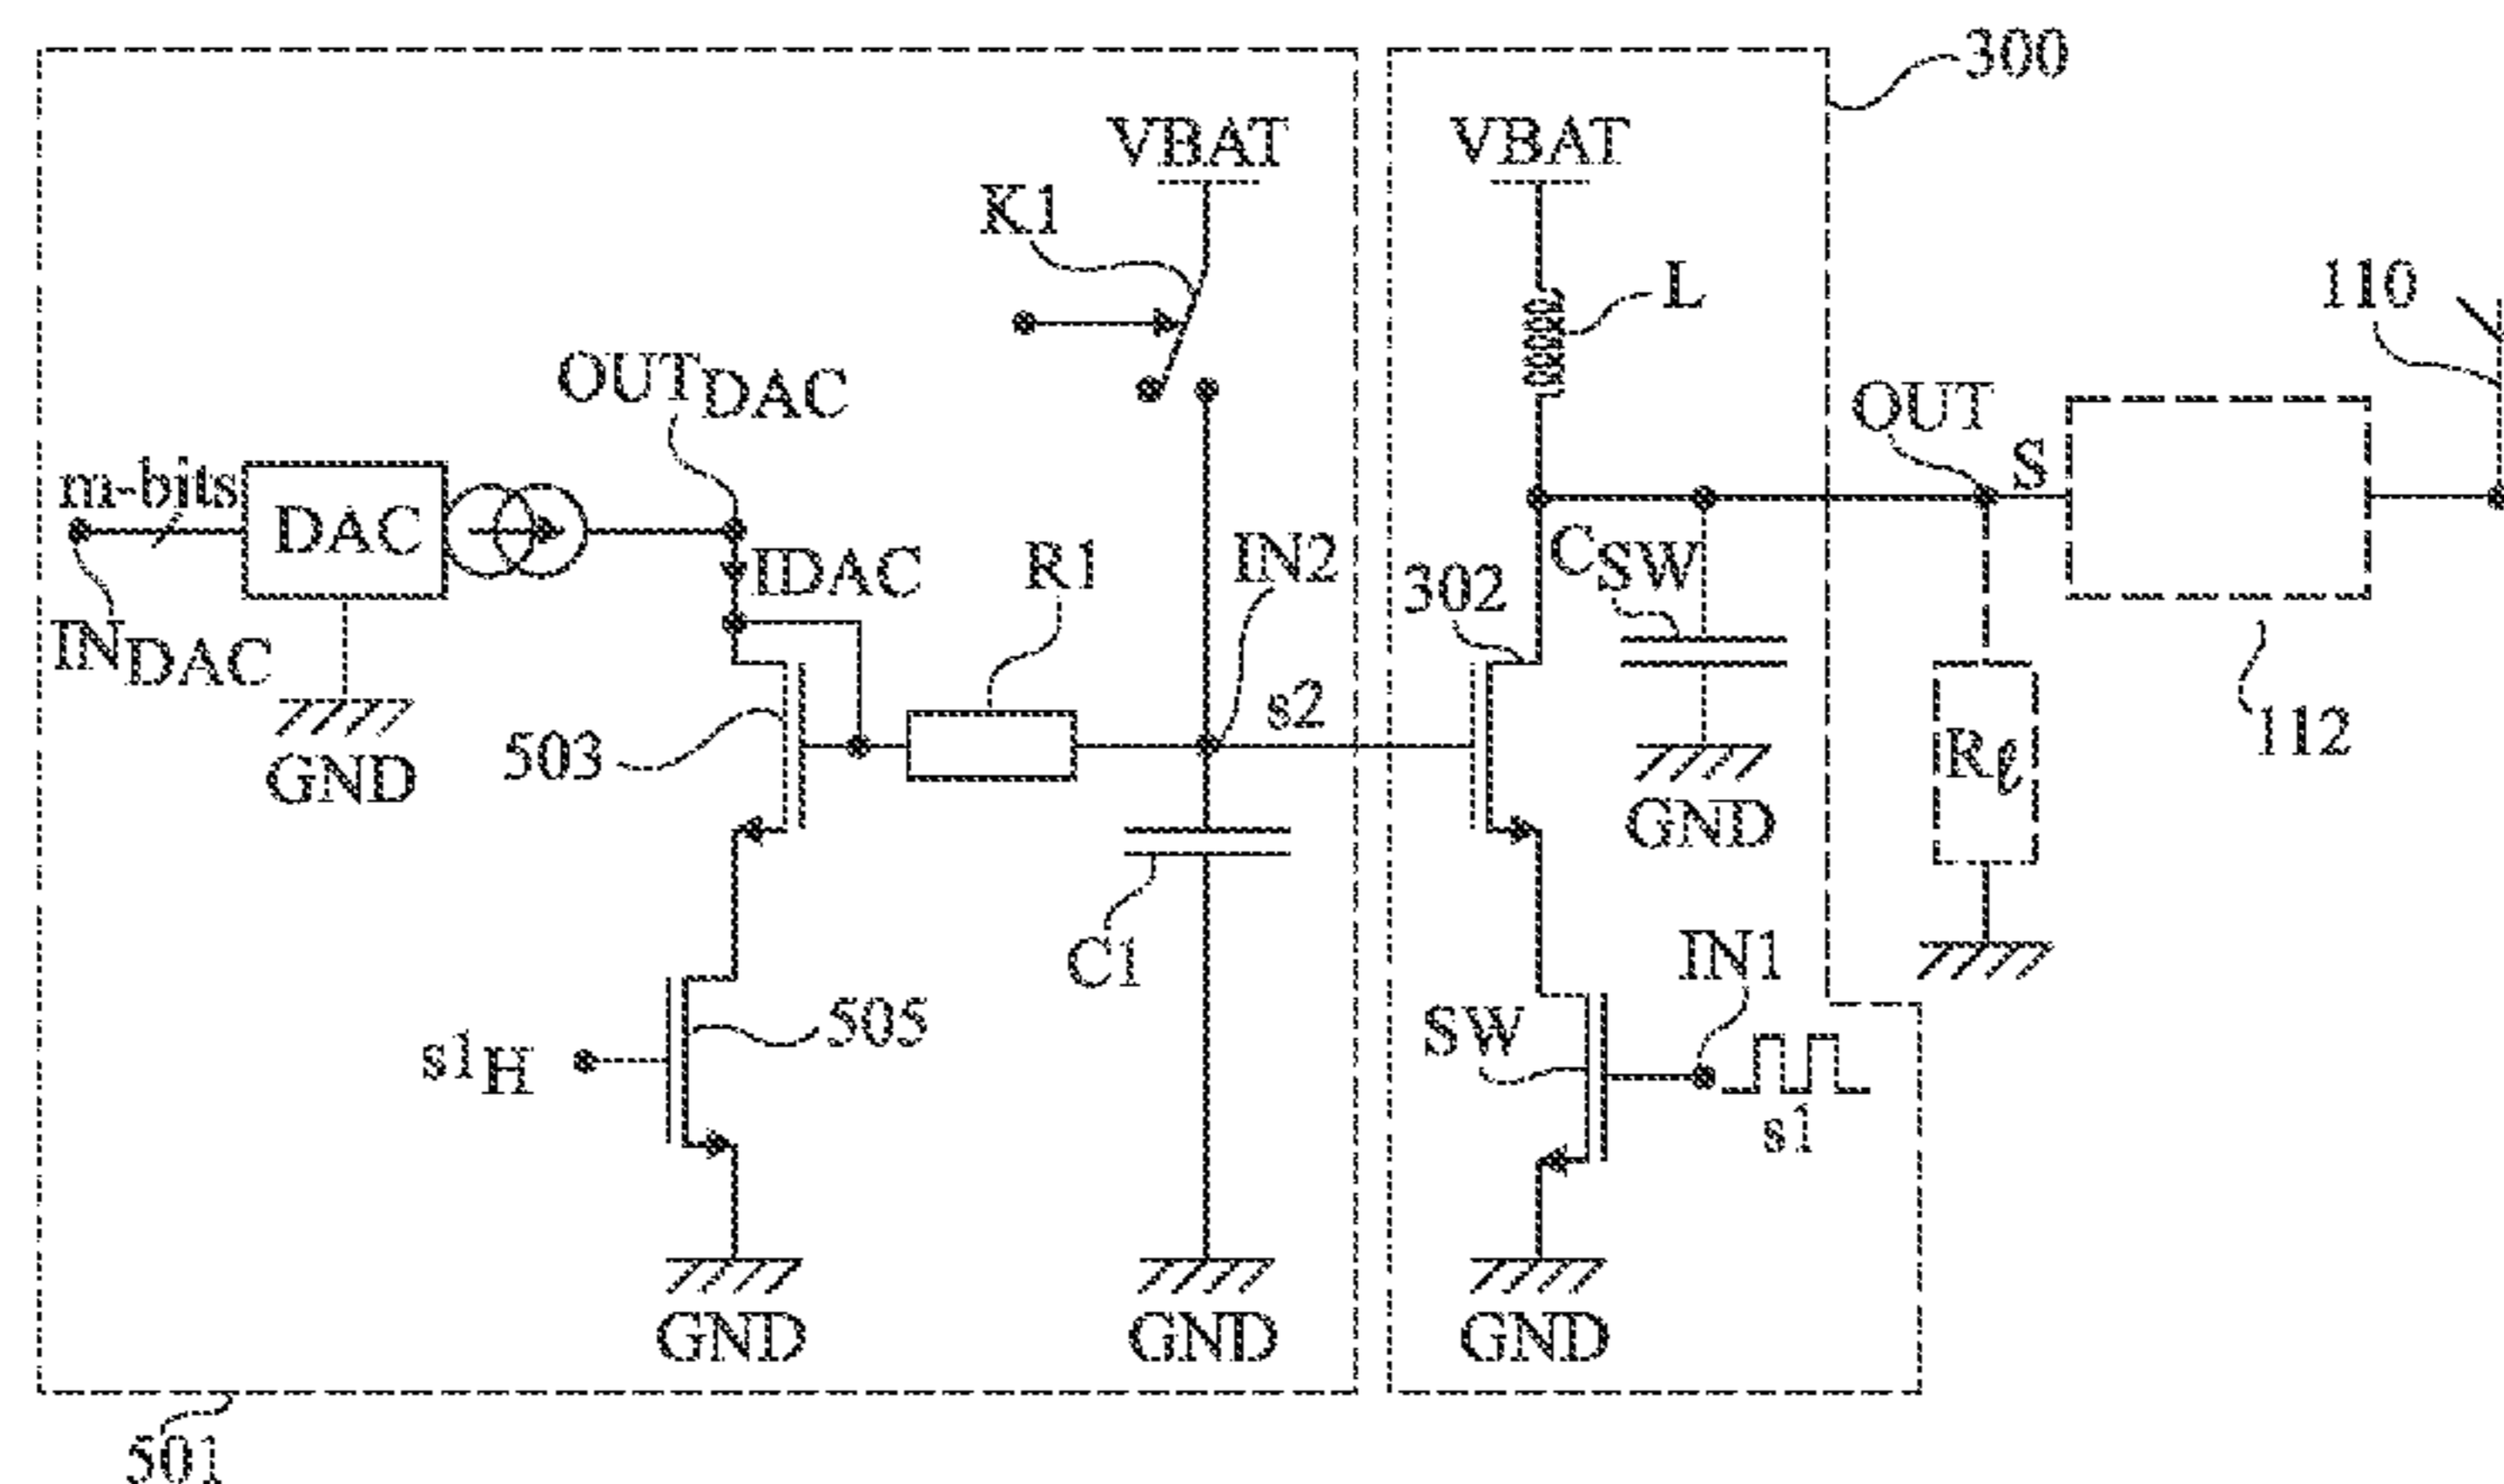 300
VBAT
VBAT
K1
L
110
OUTDAC
OUT
S
m-bits
DAC
IDAC
R1
IN2
CSW
302
INDAC
s2
503
GND
Rℓ
112
GND
C1
IN1
505
SW
s1H
s1
GND
GND
GND
501